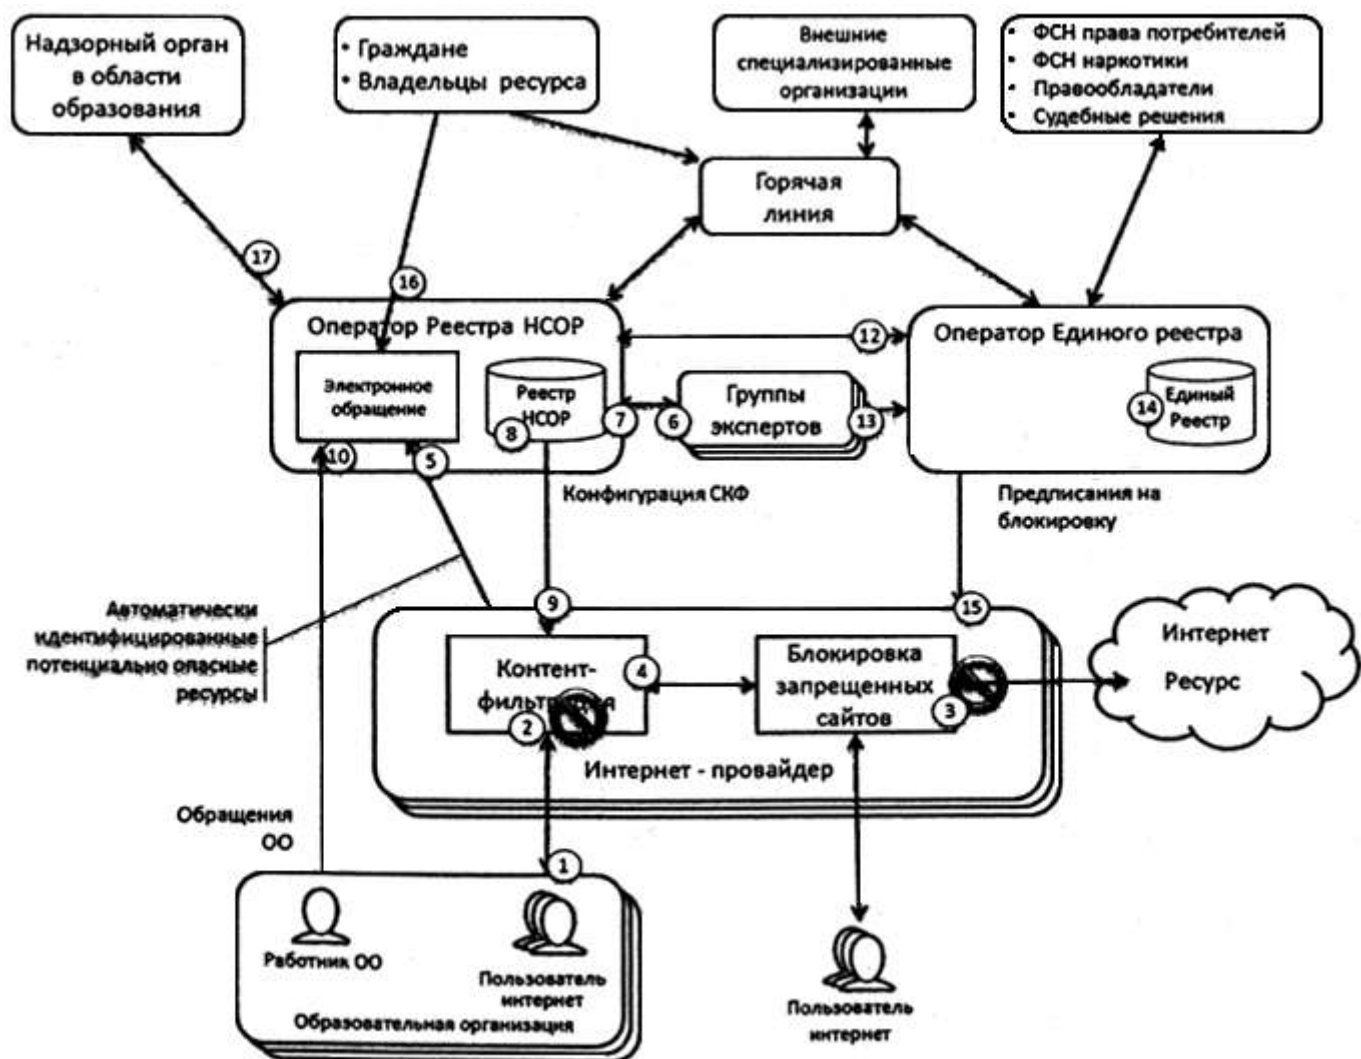 Надзорный орган
в области
образования
• Граждане
• Владельцы ресурса
Внешние
специализированные
организации
• ФСН права потребителей
• ФСН наркотики
• Правообладатели
• Судебные решения
Горячая
линия
17
16
Оператор Реестра НСОР
Электронное
обращение
Реестр
НСОР
8
7
10
5
12
6
Группы
экспертов
13
Оператор Единого реестра
14
Единый
Реестр
Конфигурация СКФ
Предписания на
блокировку
Автоматически
идентифицированные
потенциально опасные
ресурсы
9
15
Контент-
фильтрация
4
2
Блокировка
запрещенных
сайтов
3
Интернет
Ресурс
Интернет - провайдер
Обращения
ОО
1
Работник ОО
Пользователь
интернет
Образовательная организация
Пользователь
интернет